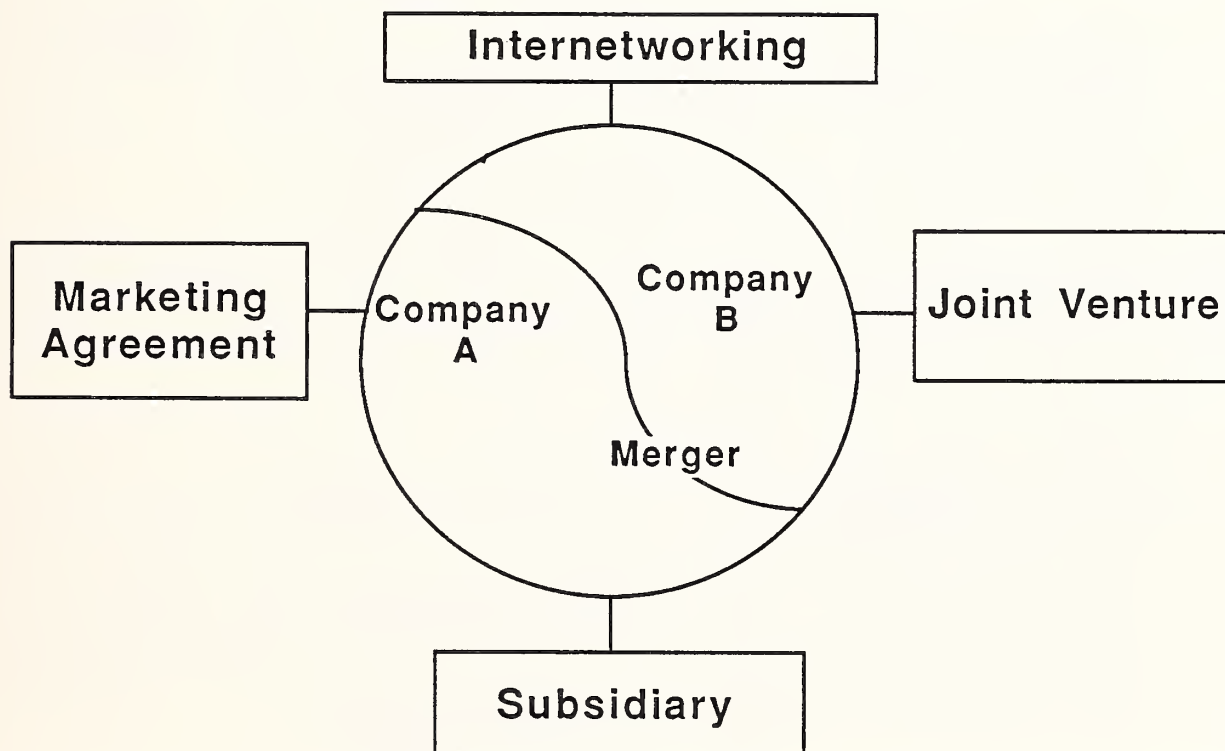 Internetworking
Marketing
Agreement
Company
A
Company
B
Joint Venture
Merger
Subsidiary